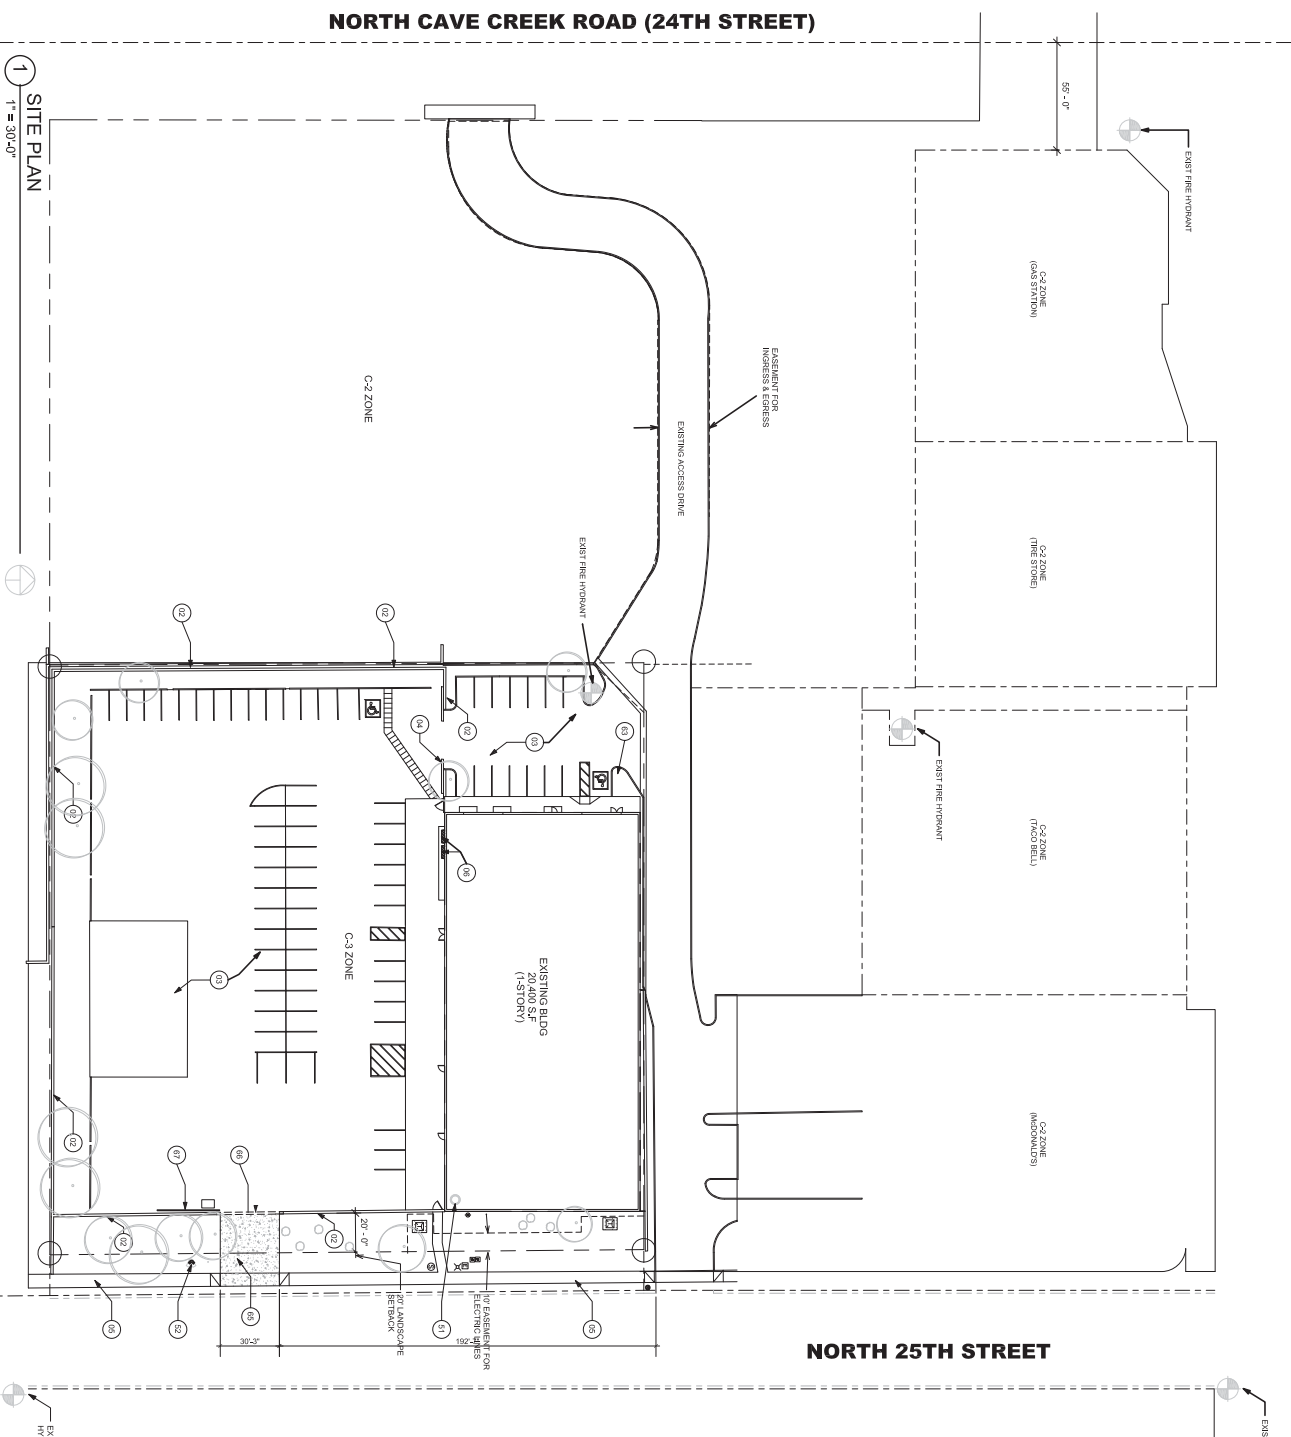 NORTH CAVE CREEK ROAD (24TH STREET)
1
SITE PLAN
1" = 30'-0"
55' - 0"
EXIST FIRE HYDRANT
C-2 ZONE
(GAS STATION)
EASEMENT FOR
INGRESS & EGRESS
C-2 ZONE
EXISTING ACCESS DRIVE
C-2 ZONE
(TIRE STORE)
EXIST FIRE HYDRANT
02
02
02
04
03
63
EXIST FIRE HYDRANT
C-2 ZONE
(TACO BELL)
02
06
C-3 ZONE
03
EXISTING BLDG
20,400 S.F
(1-STORY)
02
67
66
C-2 ZONE
(McDONALD'S)
02
02
20' - 0"
05
52
65
30'-3"
20' LANDSCAPE
SETBACK
51
192'-
10' EASEMENT FOR
ELECTRIC LINES
05
NORTH 25TH STREET
EX
HY
EXIS